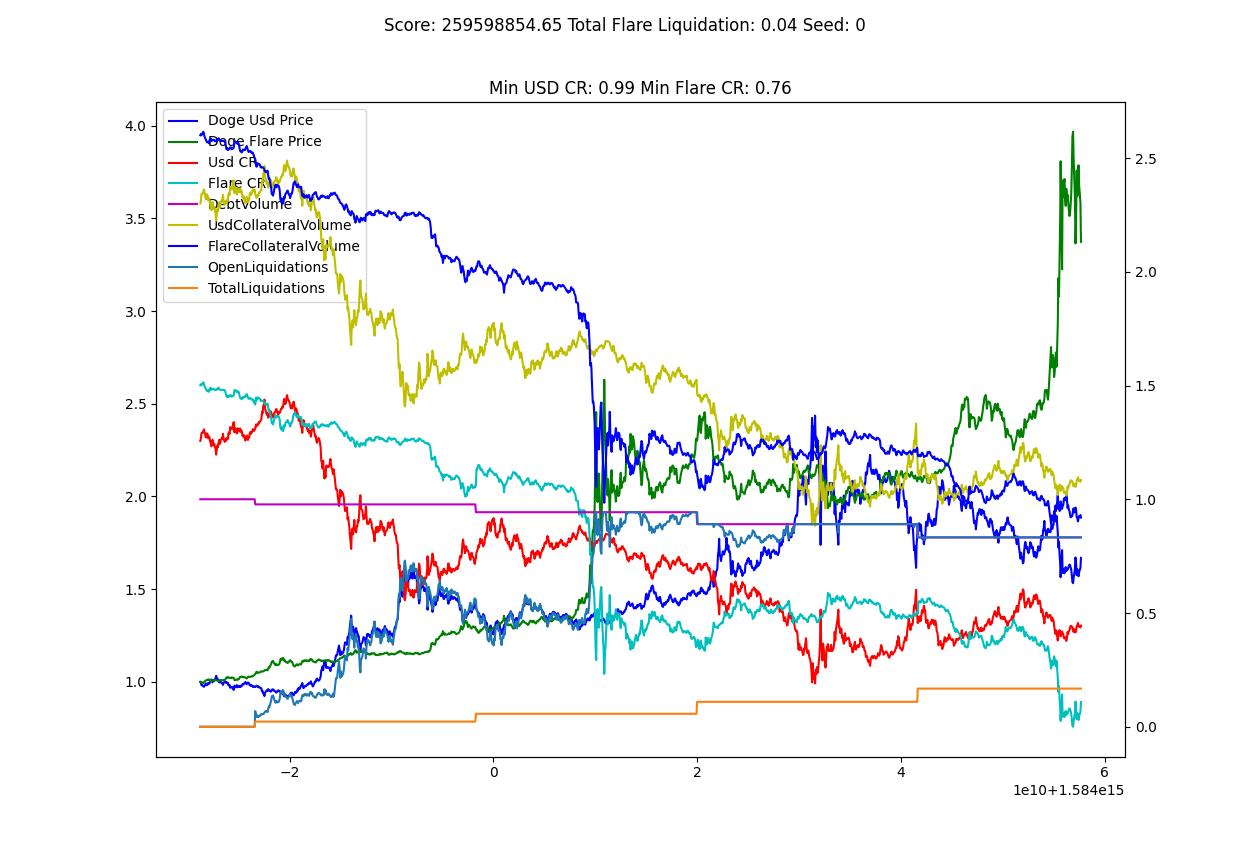 Score: 259598854.65 Total Flare Liquidation: 0.04 Seed: 0
Min USD CR: 0.99 Min Flare CR: 0.76
Doge Usd Price
Doge Flare Price
Usd CR
Flare CR
DebtVolume
UsdCollateralVolume
FlareCollateralVolume
OpenLiquidations
TotalLiquidations
4.0
3.5
3.0
2.5
2.0
1.5
1.0
2.5
2.0
1.5
1.0
0.5
0.0
−2
0
2
4
6
1e10+1.584e15